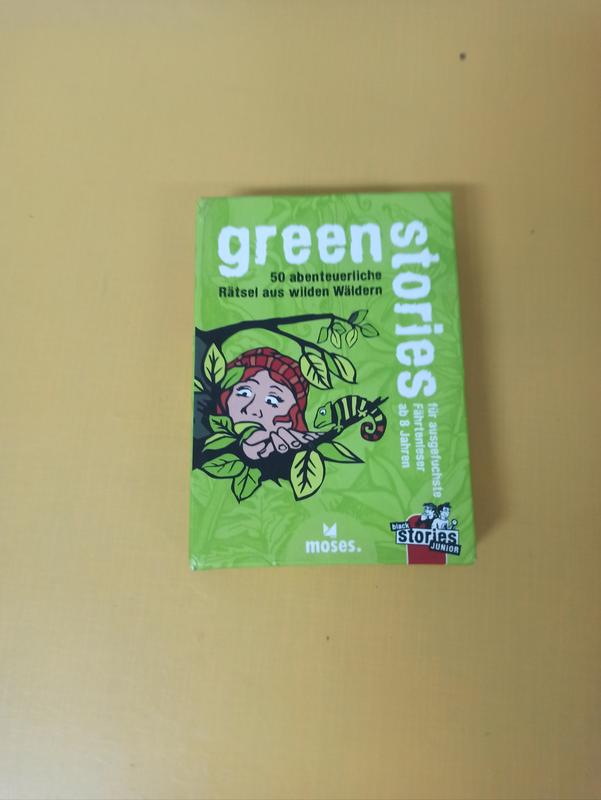 green
stories
50 abenteuerliche
Rätsel aus wilden Wäldern
für ausgefuchste
Fährtenleser
ab 8 Jahren
moses.
black
stories
JUNIOR